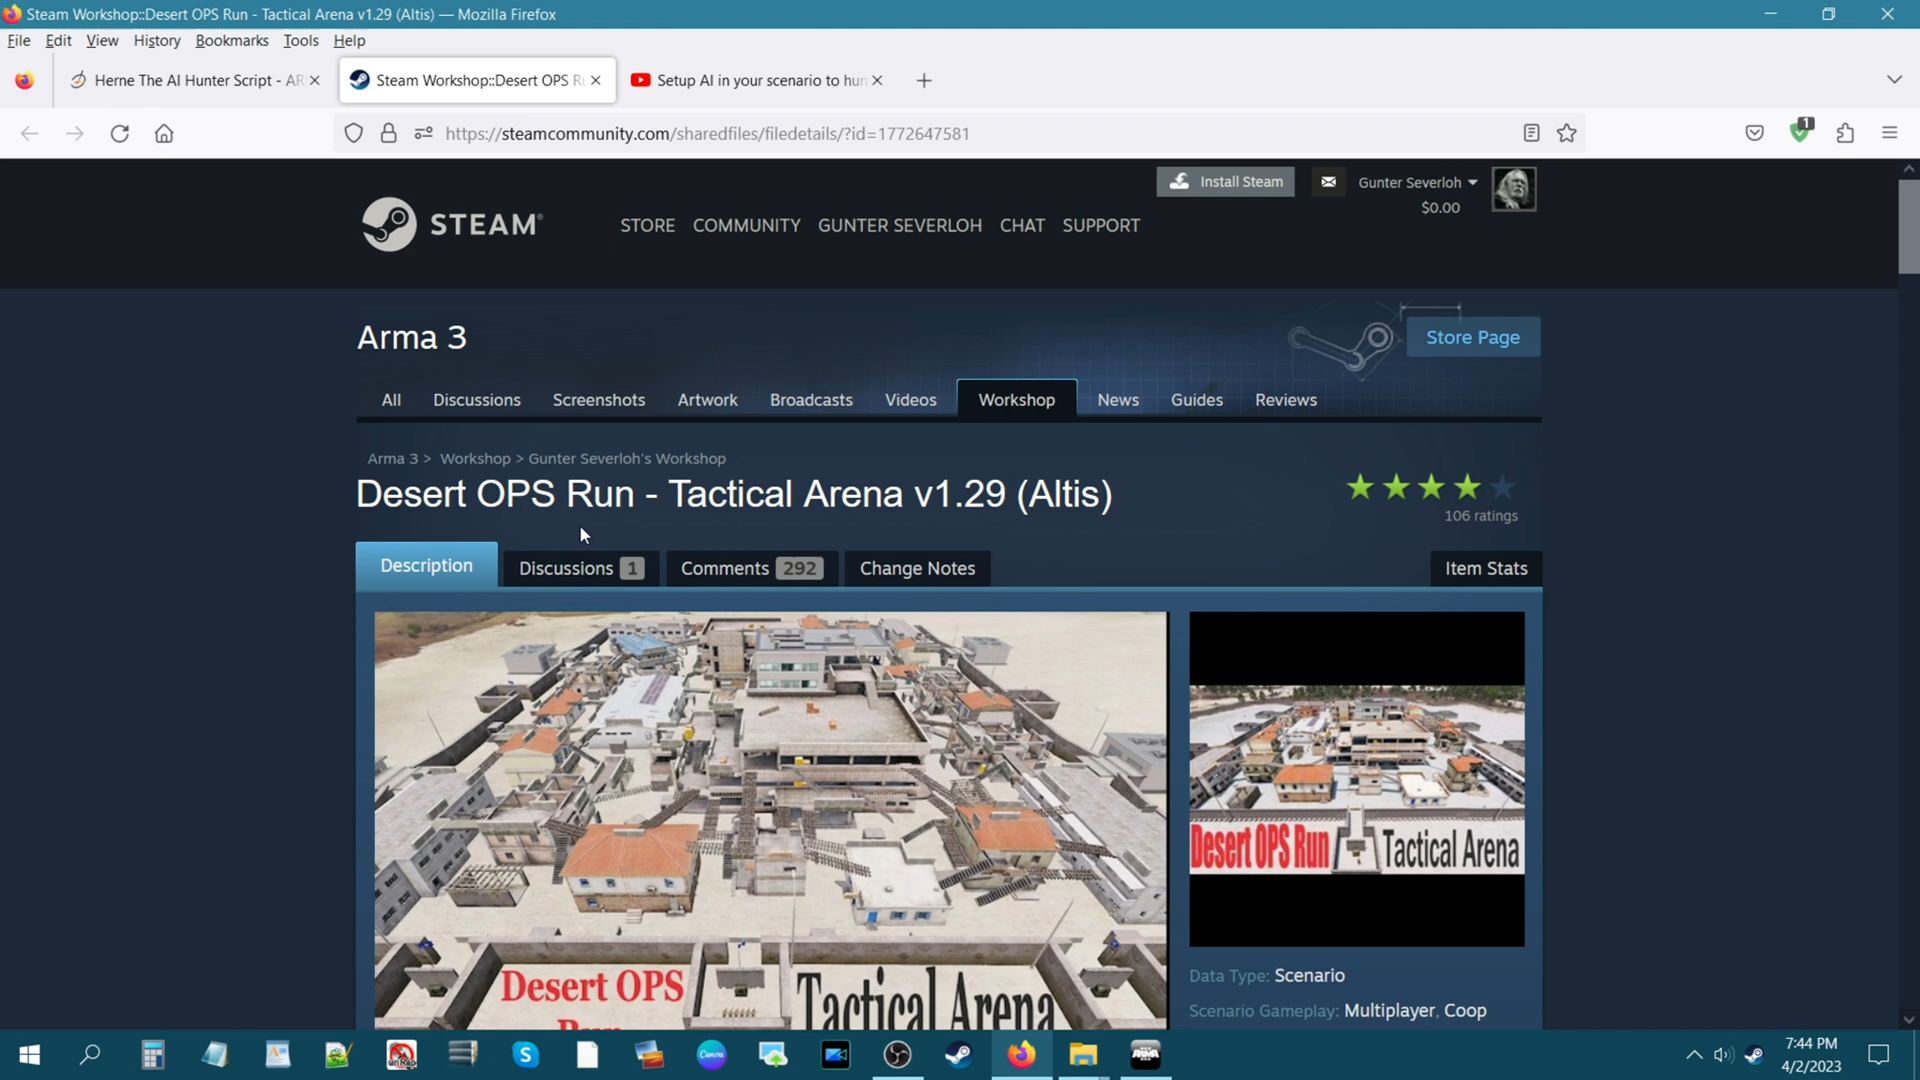 Steam Workshop::Desert OPS Run - Tactical Arena v1.29 (Altis) — Mozilla Firefox
File Edit View History Bookmarks Tools Help
Herne The AI Hunter Script - AR
Steam Workshop::Desert OPS Ru
Setup AI in your scenario to hun
https://steamcommunity.com/sharedfiles/filedetails/?id=1772647581
1
Install Steam
Gunter Severloh
$0.00
STEAM
STORE COMMUNITY GUNTER SEVERLOH CHAT SUPPORT
Arma 3
Store Page
All Discussions Screenshots Artwork Broadcasts Videos Workshop News Guides Reviews
Arma 3 > Workshop > Gunter Severloh's Workshop
Desert OPS Run - Tactical Arena v1.29 (Altis)
106 ratings
Description Discussions 1 Comments 292 Change Notes Item Stats
Desert OPS Run Tactical Arena
Desert OPS
Run
Tactical Arena
Data Type: Scenario
Scenario Gameplay: Multiplayer, Coop
Canva
ARMA
7:44 PM
4/2/2023